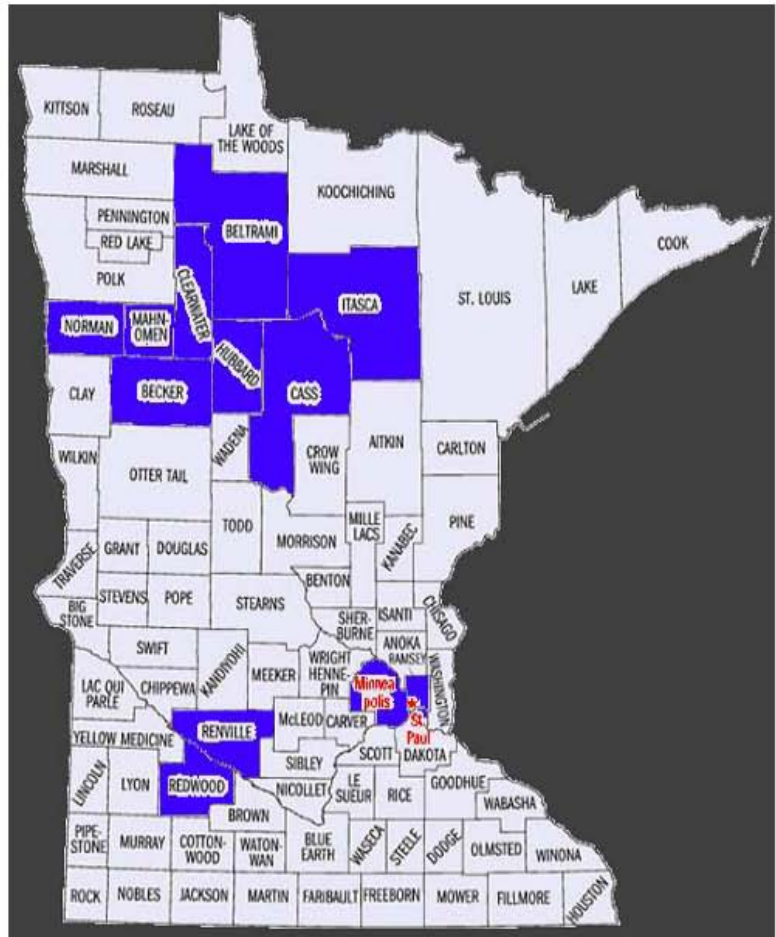 KITTSON
ROSEAU
LAKE OF
THE WOODS
MARSHALL
KOOCHICHING
PENNINGTON
BELTRAMI
RED LAKE
COOK
POLK
CLEARWATER
ITASCA
ST. LOUIS
LAKE
NORMAN
MAHN-
OMEN
HUBBARD
BECKER
CASS
CLAY
WADENA
AITKIN
CROW
WING
CARLTON
WILKIN
OTTER TAIL
MILLE
LACS
PINE
TODD
KANABEC
MORRISON
TRAVERSE
GRANT
DOUGLAS
BENTON
STEVENS
POPE
STEARNS
BIG
STONE
SHER-
BURNE
ISANTI
CHISAGO
SWIFT
KANDIYOHI
ANOKA
RAMSEY
WASHINGTON
WRIGHT
HENNE-
PIN
MEEKER
Minnea
polis
LAC QUI
PARLE
CHIPPEWA
McLEOD
CARVER
St.
Paul
RENVILLE
YELLOW MEDICINE
SCOTT
DAKOTA
SIBLEY
LINCOLN
LYON
REDWOOD
NICOLLET
LE
SUEUR
RICE
GOODHUE
WABASHA
BROWN
PIPE-
STONE
MURRAY
COTTON-
WOOD
WATON-
WAN
BLUE
EARTH
WASECA
STEELE
DODGE
OLMSTED
WINONA
ROCK
NOBLES
JACKSON
MARTIN
FARIBAULT
FREEBORN
MOWER
FILLMORE
HOUSTON